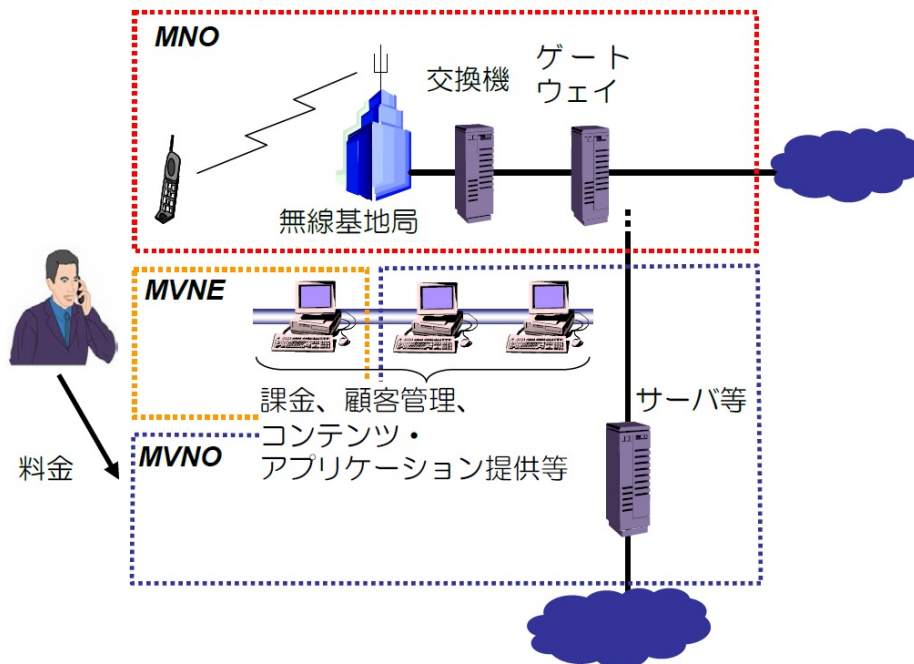 MNO
交換機
ゲート
ウェイ
無線基地局
MVNE
課金、顧客管理、
コンテンツ・
アプリケーション提供等
サーバ等
MVNO
料金